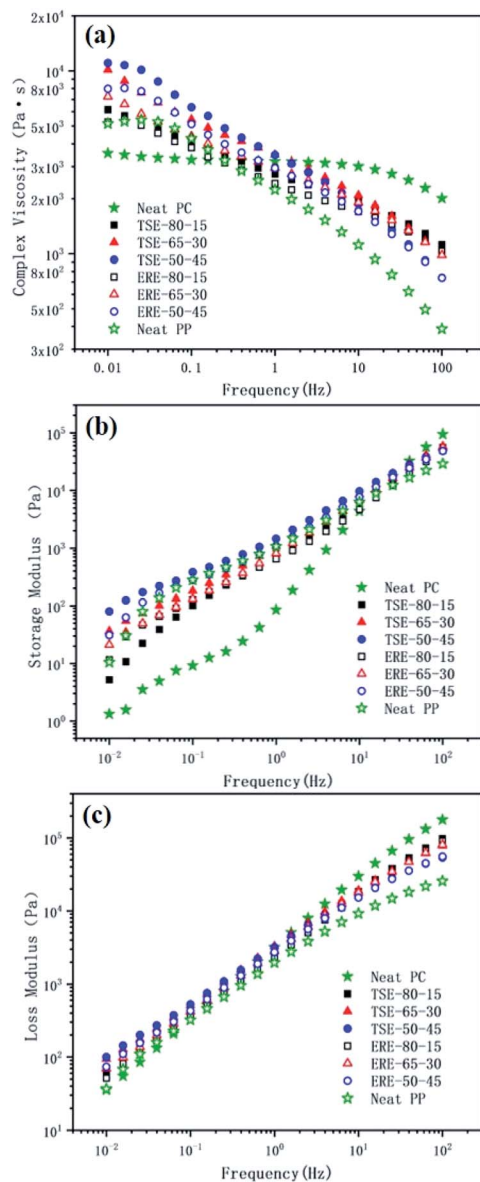 (a)
Complex Viscosity (Pa·s)
2x10⁴
10⁴
8x10³
5x10³
3x10³
2x10³
10³
8x10²
5x10²
3x10²
Neat PC
TSE-80-15
TSE-65-30
TSE-50-45
ERE-80-15
ERE-65-30
ERE-50-45
Neat PP
0.01 0.1 1 10 100
Frequency(Hz)
(b)
Storage Modulus (Pa)
10⁵
10⁴
10³
10²
10¹
10⁰
Neat PC
TSE-80-15
TSE-65-30
TSE-50-45
ERE-80-15
ERE-65-30
ERE-50-45
Neat PP
10⁻² 10⁻¹ 10⁰ 10¹ 10²
Frequency(Hz)
(c)
Loss Modulus (Pa)
10⁵
10⁴
10³
10²
10¹
Neat PC
TSE-80-15
TSE-65-30
TSE-50-45
ERE-80-15
ERE-65-30
ERE-50-45
Neat PP
10⁻² 10⁻¹ 10⁰ 10¹ 10²
Frequency(Hz)